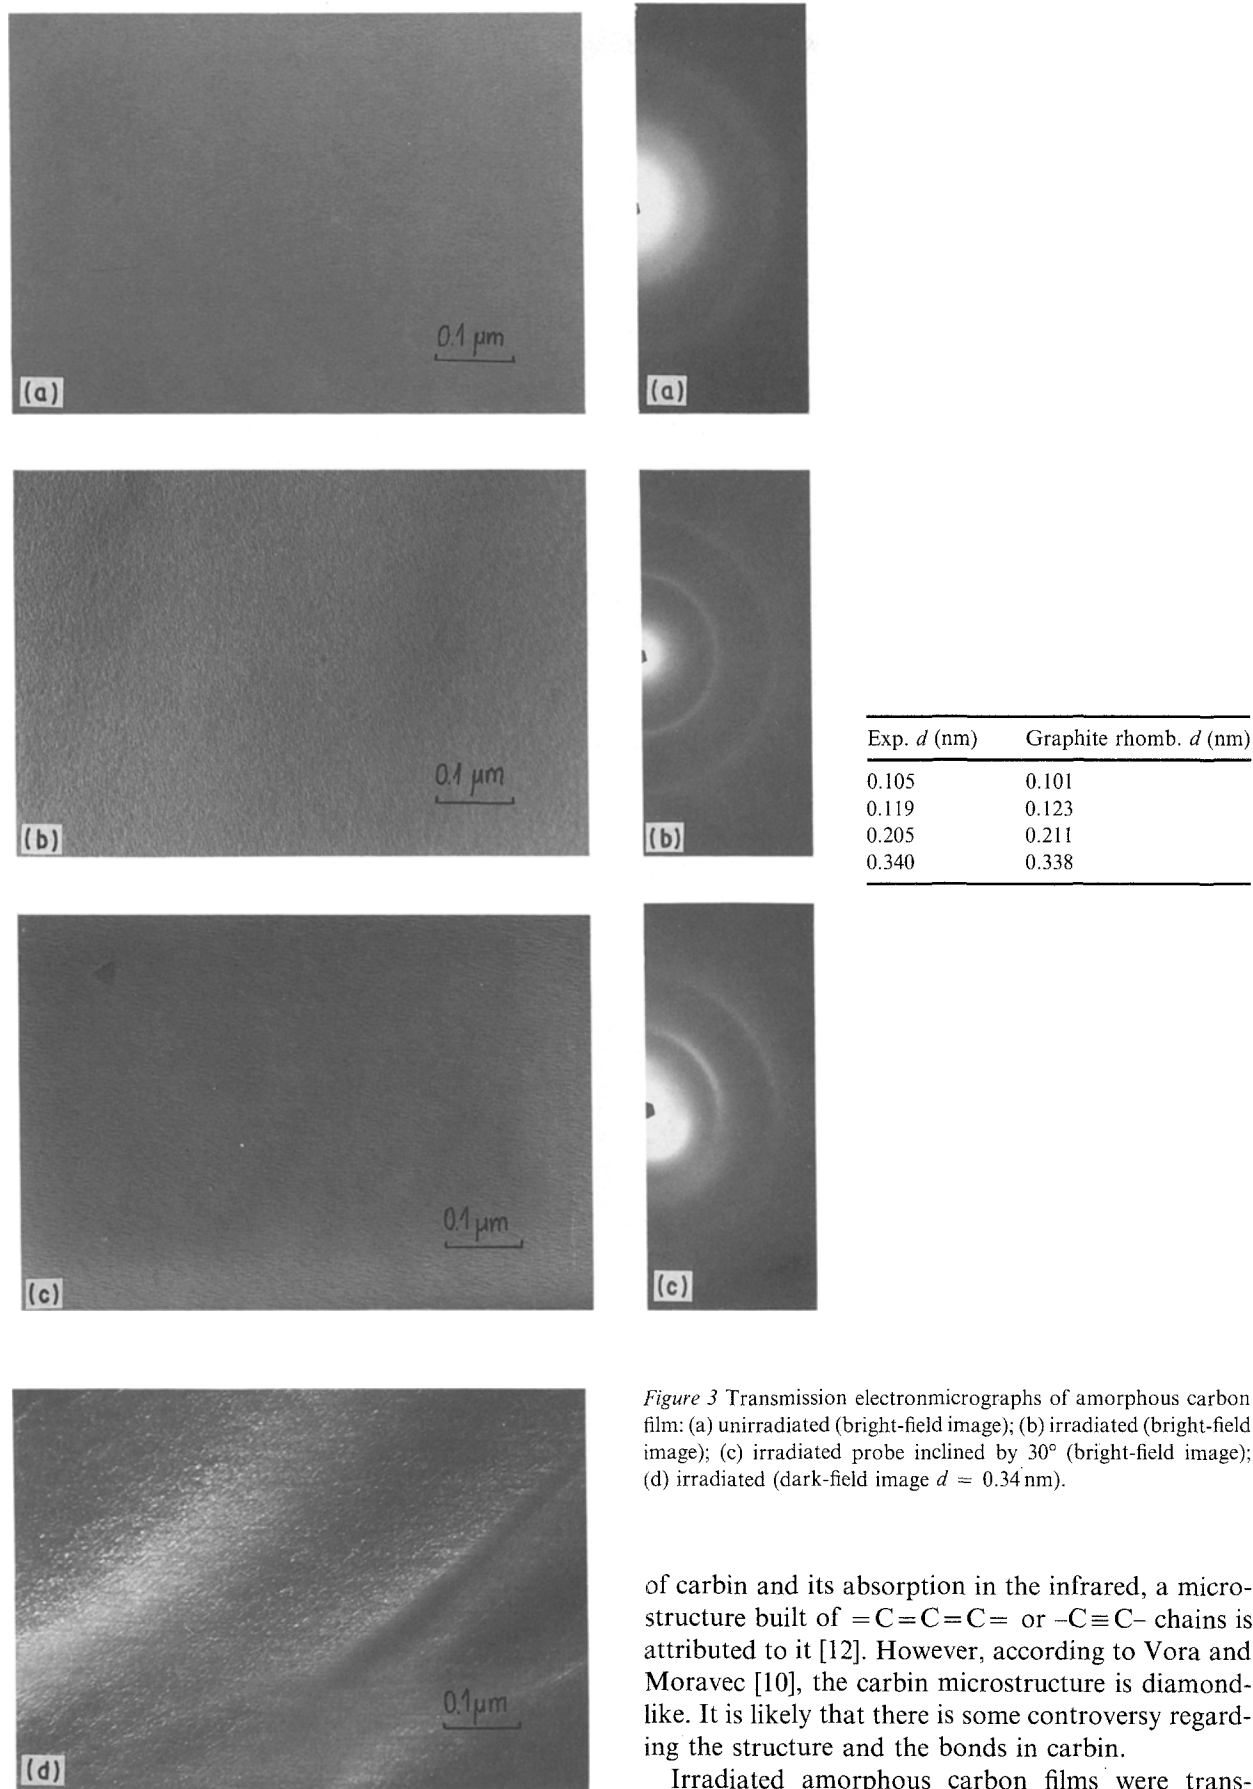 0.1 μm
(a)
(a)
0.1 μm
(b)
(b)
Exp. d (nm) Graphite rhomb. d (nm)
0.105 0.101
0.119 0.123
0.205 0.211
0.340 0.338
0.1 μm
(c)
(c)
0.1 μm
(d)
Figure 3 Transmission electronmicrographs of amorphous carbon
film: (a) unirradiated (bright-field image); (b) irradiated (bright-field
image); (c) irradiated probe inclined by 30° (bright-field image);
(d) irradiated (dark-field image d = 0.34 nm).
of carbin and its absorption in the infrared, a micro-
structure built of =C=C=C= or –C≡C– chains is
attributed to it [12]. However, according to Vora and
Moravec [10], the carbin microstructure is diamond-
like. It is likely that there is some controversy regard-
ing the structure and the bonds in carbin.
Irradiated amorphous carbon films were trans-